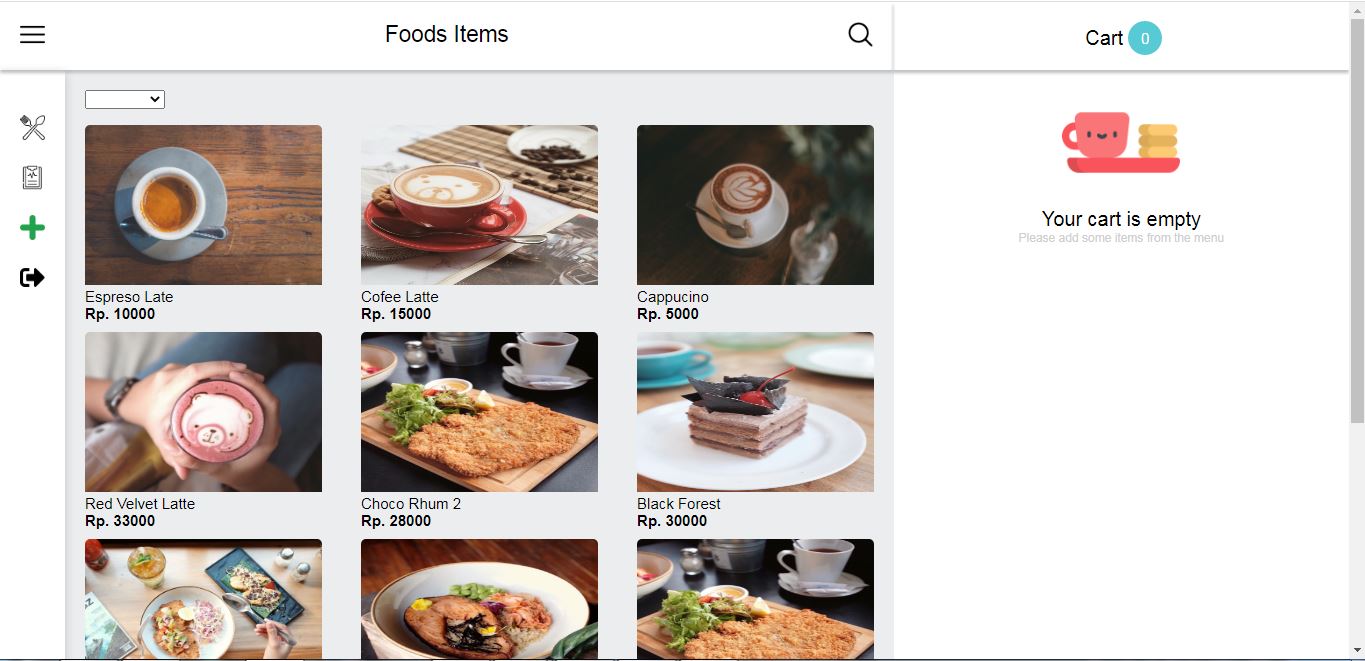 Foods Items
Cart 0
Your cart is empty
Please add some items from the menu
Espreso Late
Rp. 10000
Cofee Latte
Rp. 15000
Cappucino
Rp. 5000
Red Velvet Latte
Rp. 33000
Choco Rhum 2
Rp. 28000
Black Forest
Rp. 30000